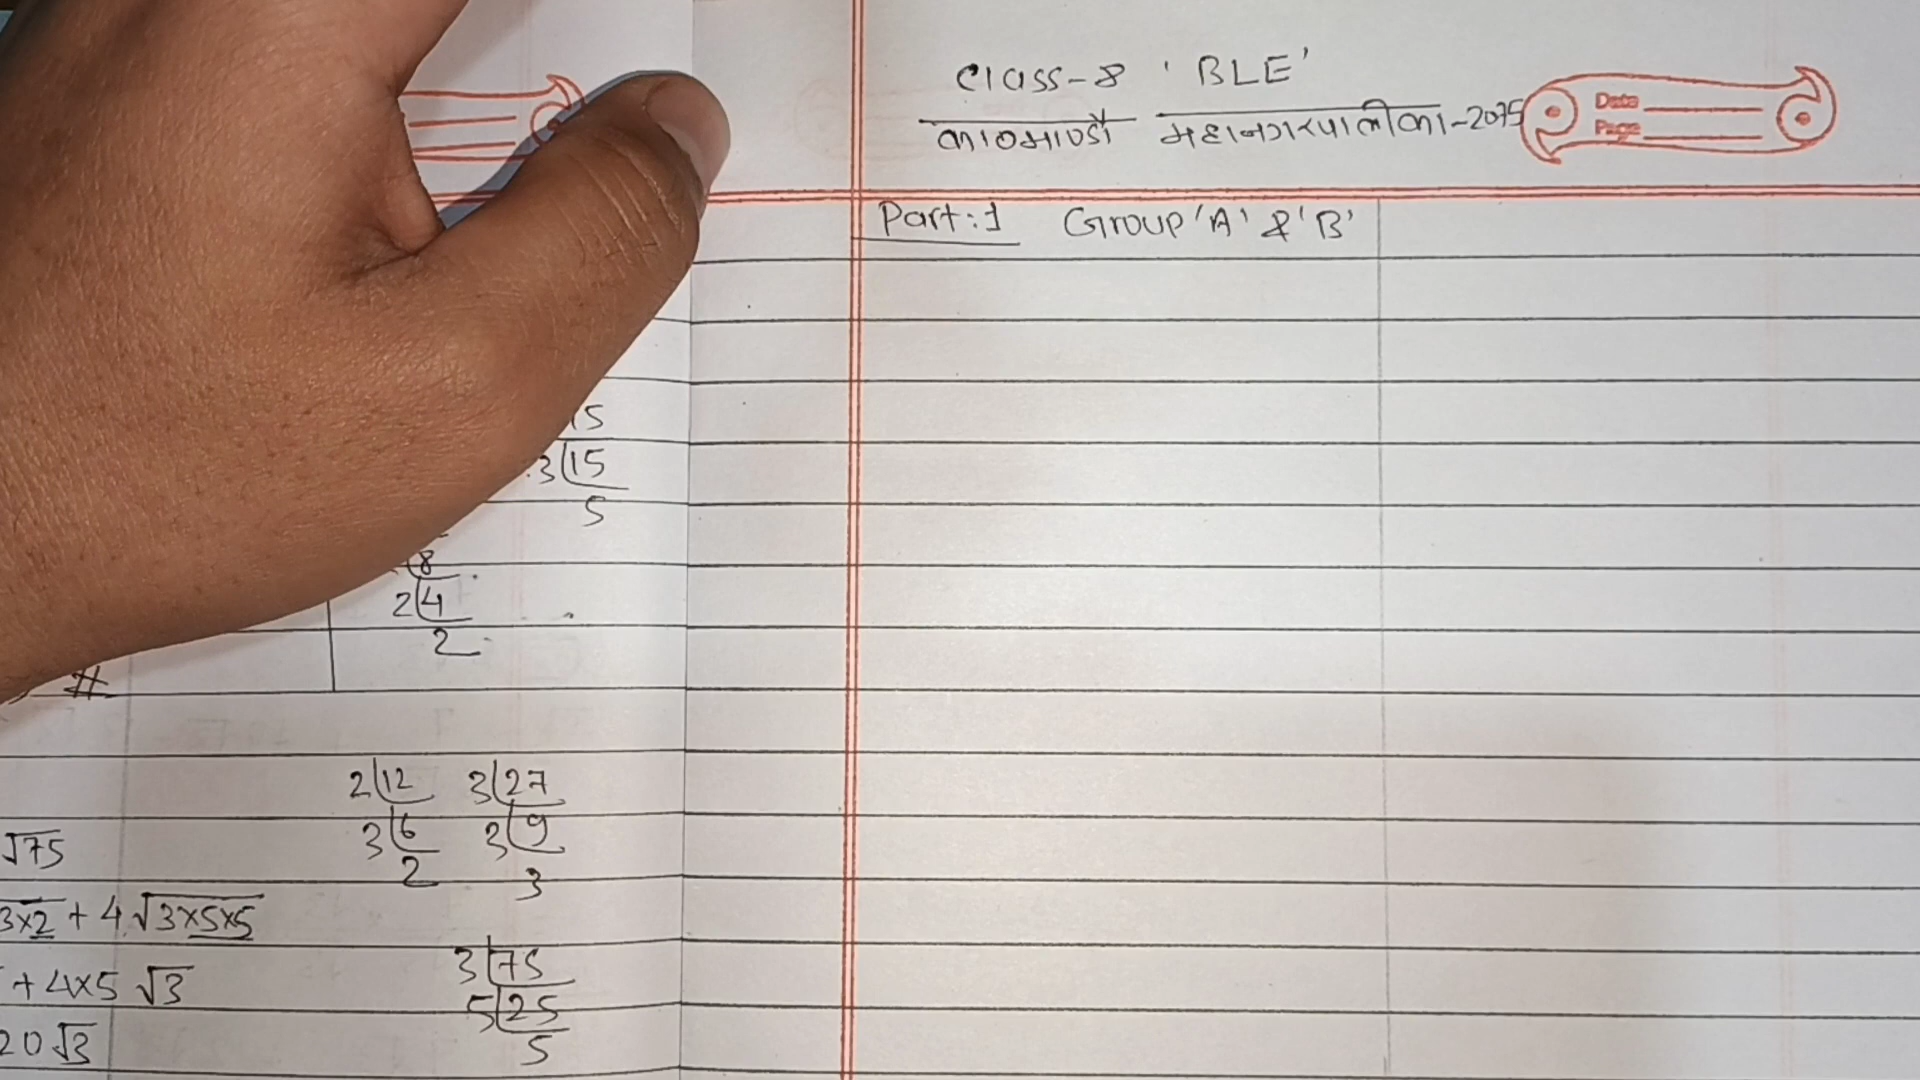 15
3 15
5
8
2 4
2
#
2 12 3 27
√75 3 6 3 9
2 3
3×2 + 4√3×5×5
3 75
+ 4×5 √3
5 25
20√3 5
Class-8 'BLE'
काठमाण्डौ महानगरपालीका-2075
Date
Page
Part:1 Group 'A' & 'B'